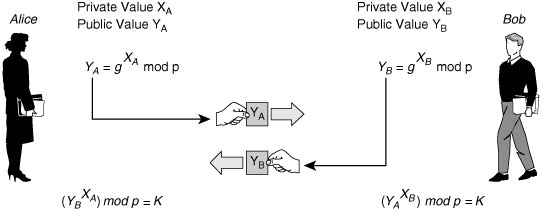 Alice
Private Value X_A
Public Value Y_A
Y_A = g^X_A mod p
Private Value X_B
Public Value Y_B
Bob
Y_B = g^X_B mod p
Y_A
Y_B
(Y_B^X_A) mod p = K
(Y_A^X_B) mod p = K